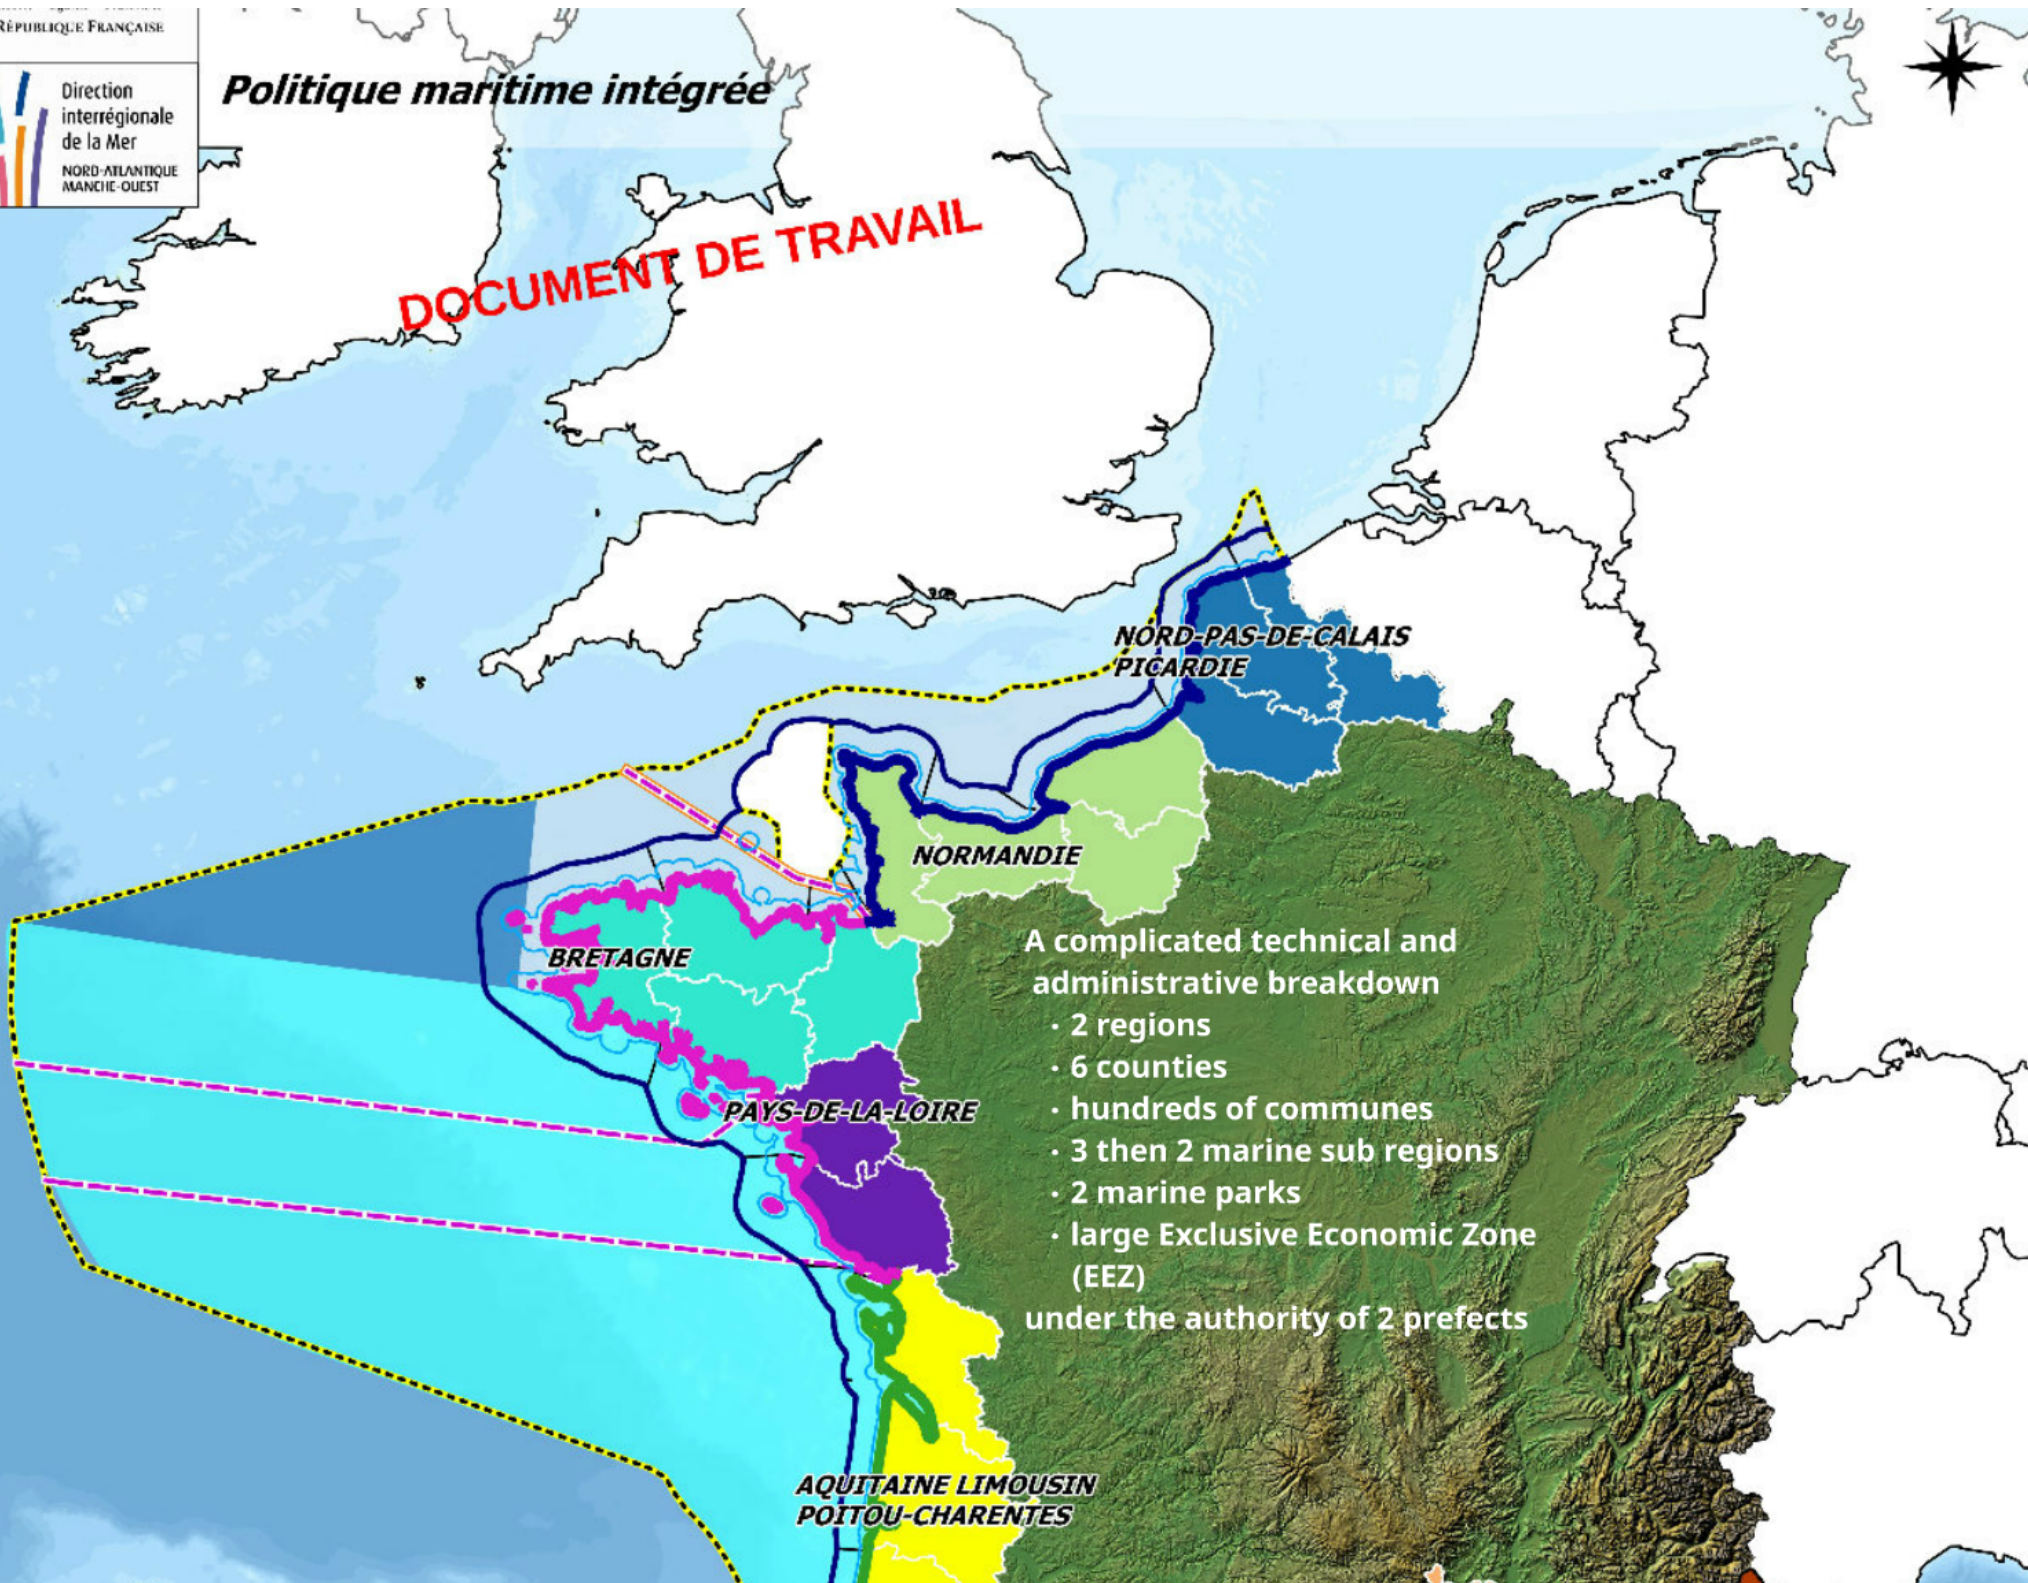 RÉPUBLIQUE FRANÇAISE
Direction
interrégionale
de la Mer
NORD-ATLANTIQUE
MANCHE-OUEST
Politique maritime intégrée
DOCUMENT DE TRAVAIL
NORD-PAS-DE-CALAIS
PICARDIE
NORMANDIE
BRETAGNE
PAYS-DE-LA-LOIRE
AQUITAINE LIMOUSIN
POITOU-CHARENTES
A complicated technical and
administrative breakdown
· 2 regions
· 6 counties
· hundreds of communes
· 3 then 2 marine sub regions
· 2 marine parks
· large Exclusive Economic Zone
(EEZ)
under the authority of 2 prefects